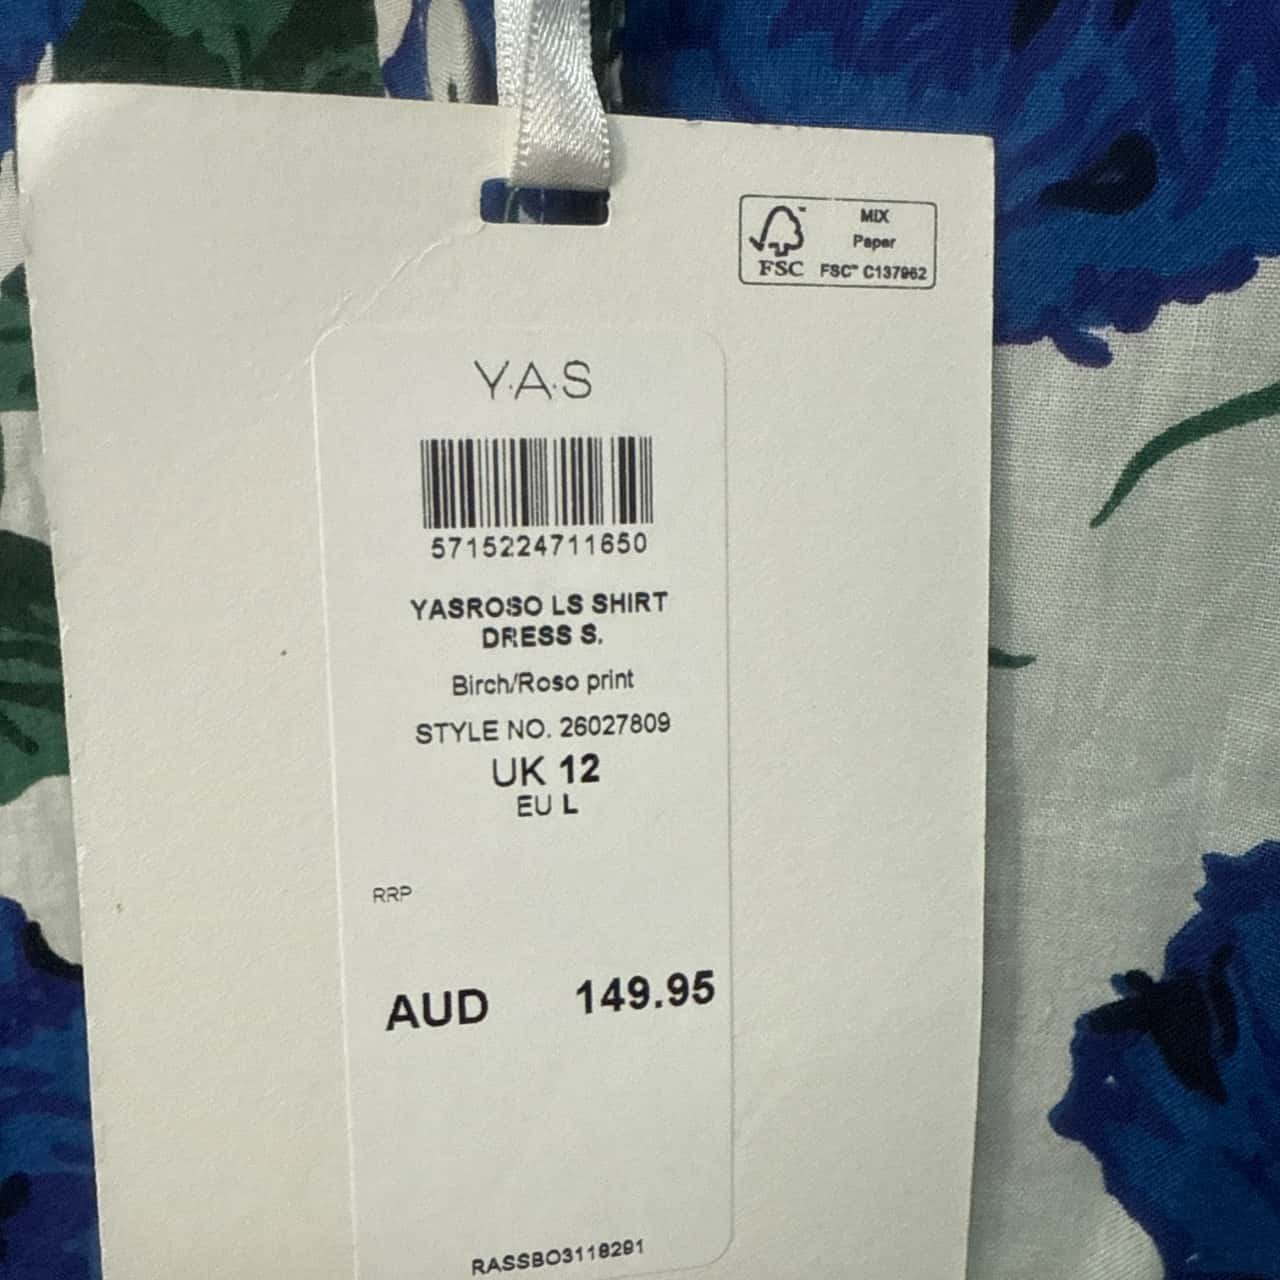 MIX
Paper
FSC FSC™ C137962
Y.A.S
5715224711650
YASROSO LS SHIRT
DRESS S.
Birch/Roso print
STYLE NO. 26027809
UK 12
EU L
RRP
AUD 149.95
RASSBO3118291